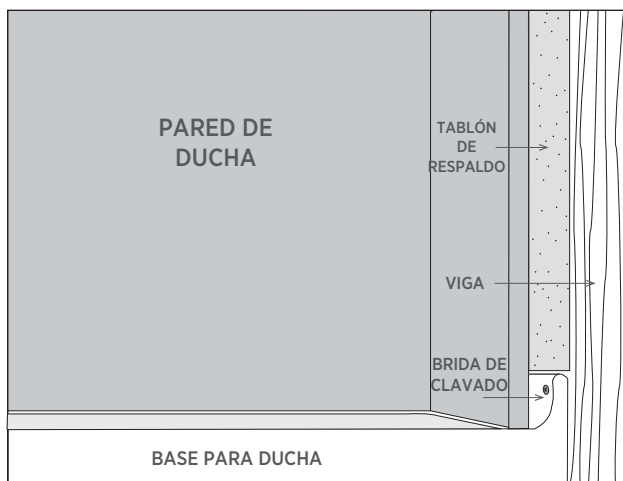 PARED DE
DUCHA
TABLÓN
DE
RESPALDO
VIGA
BRIDA DE
CLAVADO
BASE PARA DUCHA